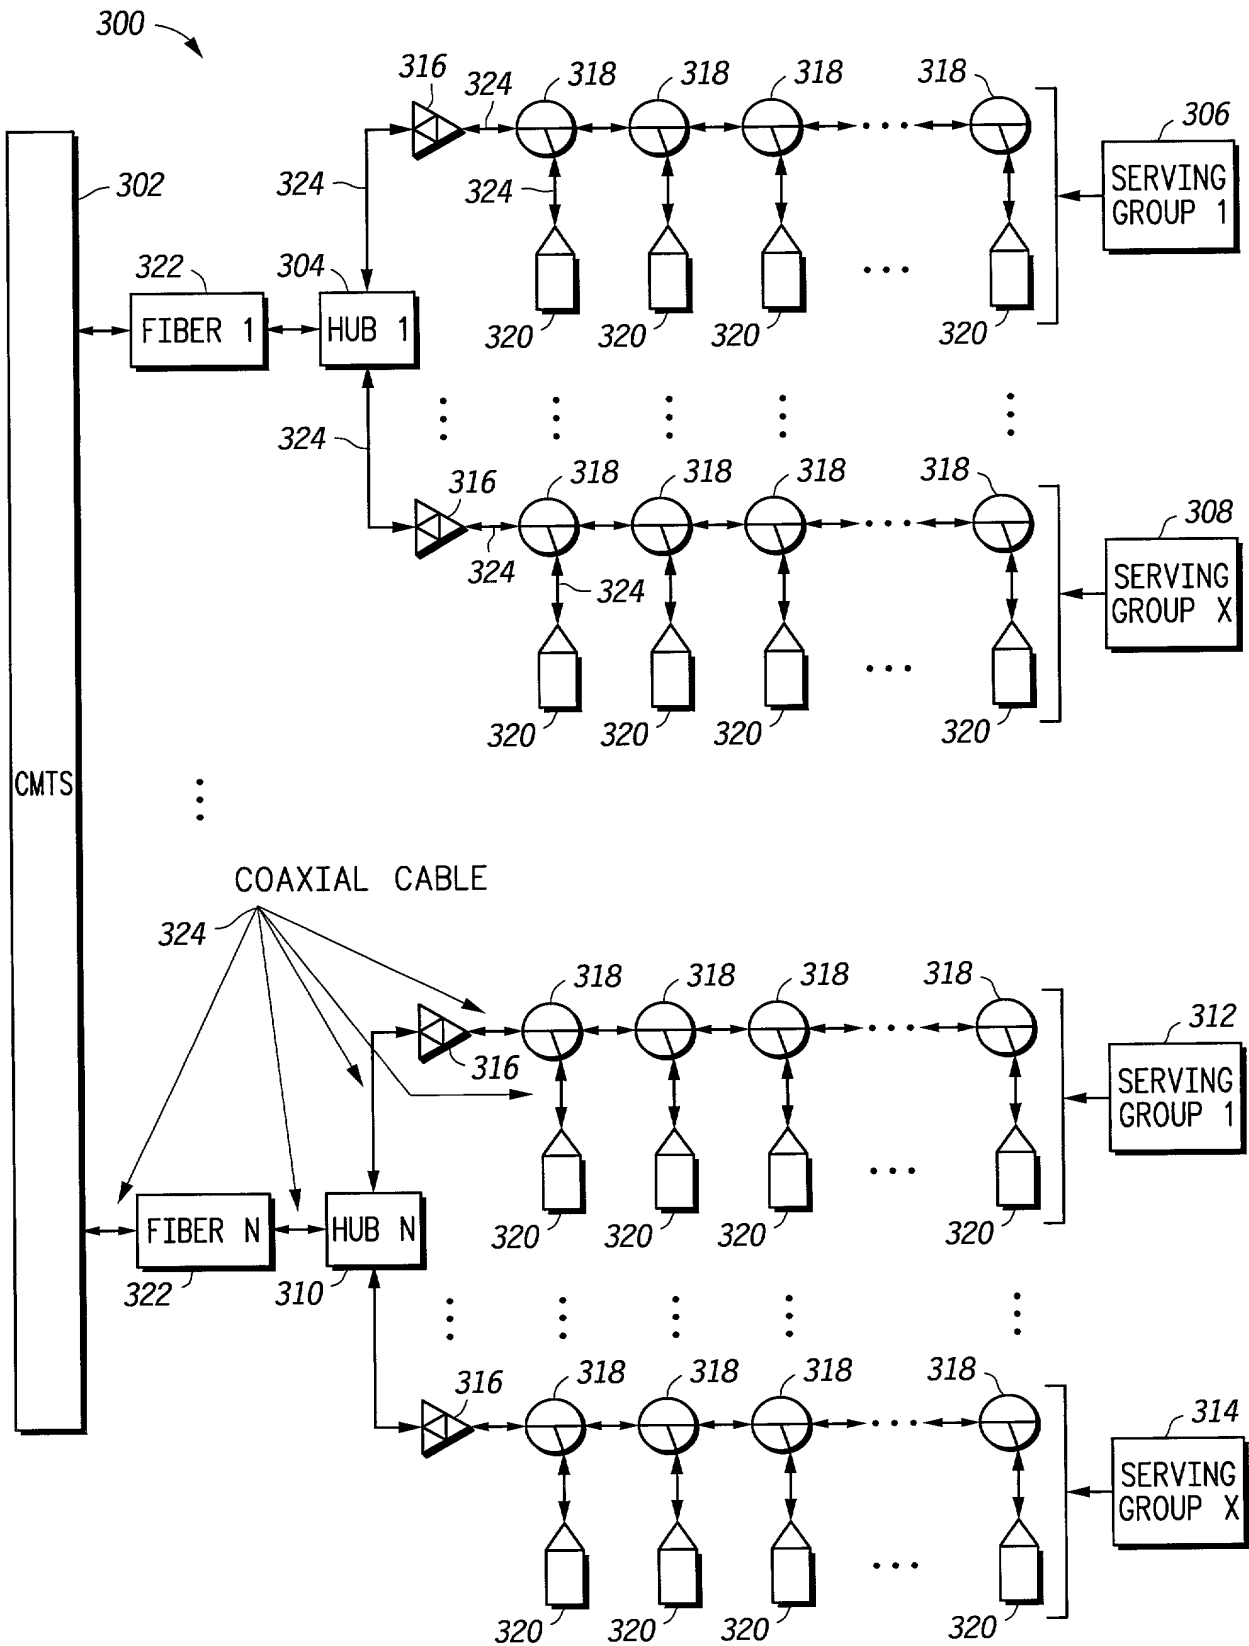 300
316 324 318 318 318 318
306
SERVING
GROUP 1
302
324 324
322 304
FIBER 1 HUB 1
320 320 320 320
324
316 318 318 318 318
308
SERVING
GROUP X
324 324
320 320 320 320
CMTS
COAXIAL CABLE
324
318 318 318 318
312
SERVING
GROUP 1
316
FIBER N HUB N
322 310
320 320 320 320
316 318 318 318 318
314
SERVING
GROUP X
320 320 320 320